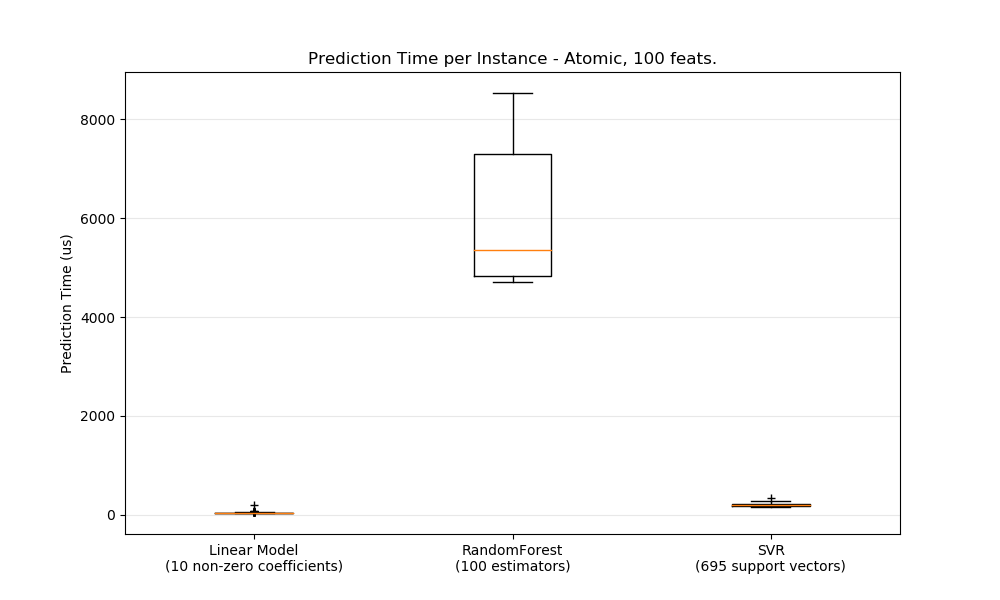 Prediction Time per Instance - Atomic, 100 feats.
Prediction Time (us)
8000
6000
4000
2000
0
Linear Model
(10 non-zero coefficients)
RandomForest
(100 estimators)
SVR
(695 support vectors)